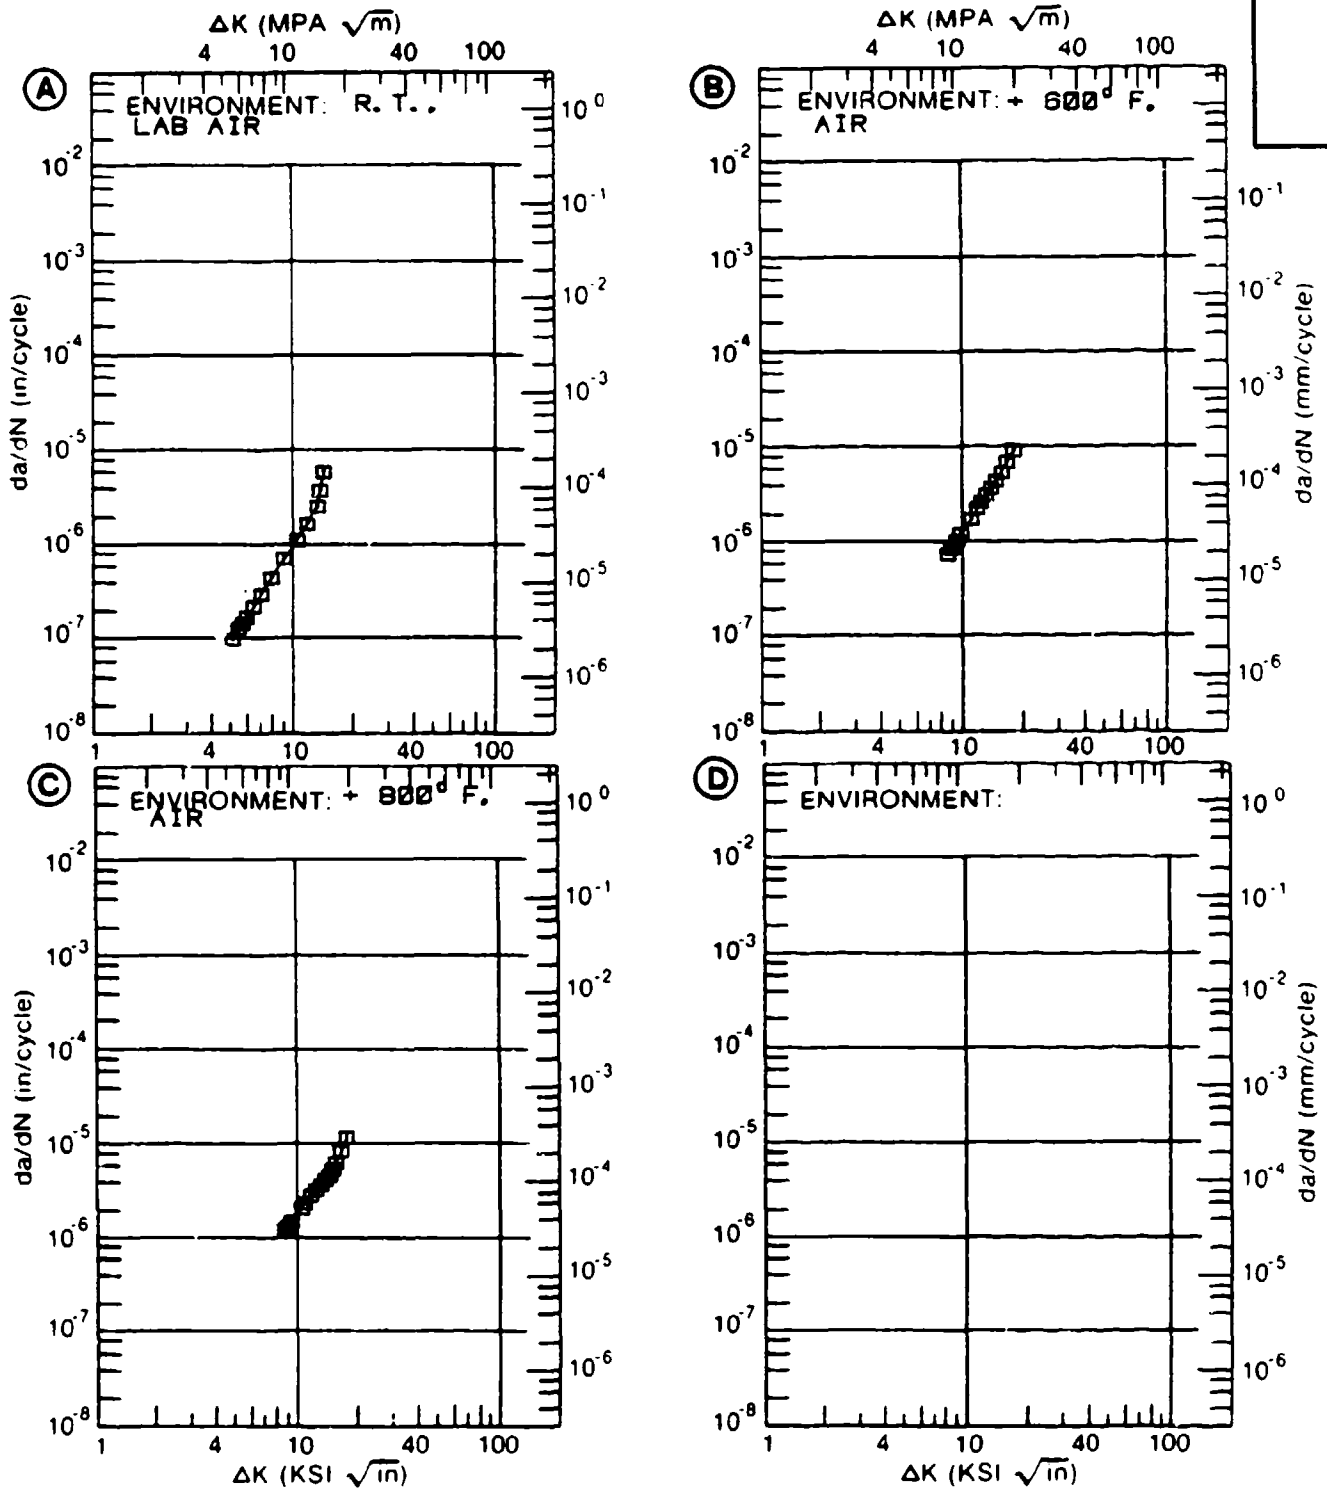 ΔK (MPA √m) ΔK (MPA √m)
4 10 40 100 4 10 40 100
A ENVIRONMENT: R.T.. B ENVIRONMENT: + 600° F.
LAB AIR AIR
10⁰
10⁻² 10⁻²
10⁻¹ 10⁻¹
10⁻³ 10⁻³
10⁻² 10⁻²
da/dN (in/cycle) da/dN (mm/cycle)
10⁻⁴ 10⁻⁴
10⁻³ 10⁻³
10⁻⁵ 10⁻⁵
10⁻⁴ 10⁻⁴
10⁻⁶ 10⁻⁶
10⁻⁵ 10⁻⁵
10⁻⁷ 10⁻⁷
10⁻⁶ 10⁻⁶
10⁻⁸ 10⁻⁸
1 4 10 40 100 1 4 10 40 100
C ENVIRONMENT: + 800° F. D ENVIRONMENT:
AIR
10⁰ 10⁰
10⁻² 10⁻²
10⁻¹ 10⁻¹
10⁻³ 10⁻³
10⁻² 10⁻²
da/dN (in/cycle) da/dN (mm/cycle)
10⁻⁴ 10⁻⁴
10⁻³ 10⁻³
10⁻⁵ 10⁻⁵
10⁻⁴ 10⁻⁴
10⁻⁶ 10⁻⁶
10⁻⁵ 10⁻⁵
10⁻⁷ 10⁻⁷
10⁻⁶ 10⁻⁶
10⁻⁸ 10⁻⁸
1 4 10 40 100 1 4 10 40 100
ΔK (KSI √in) ΔK (KSI √in)